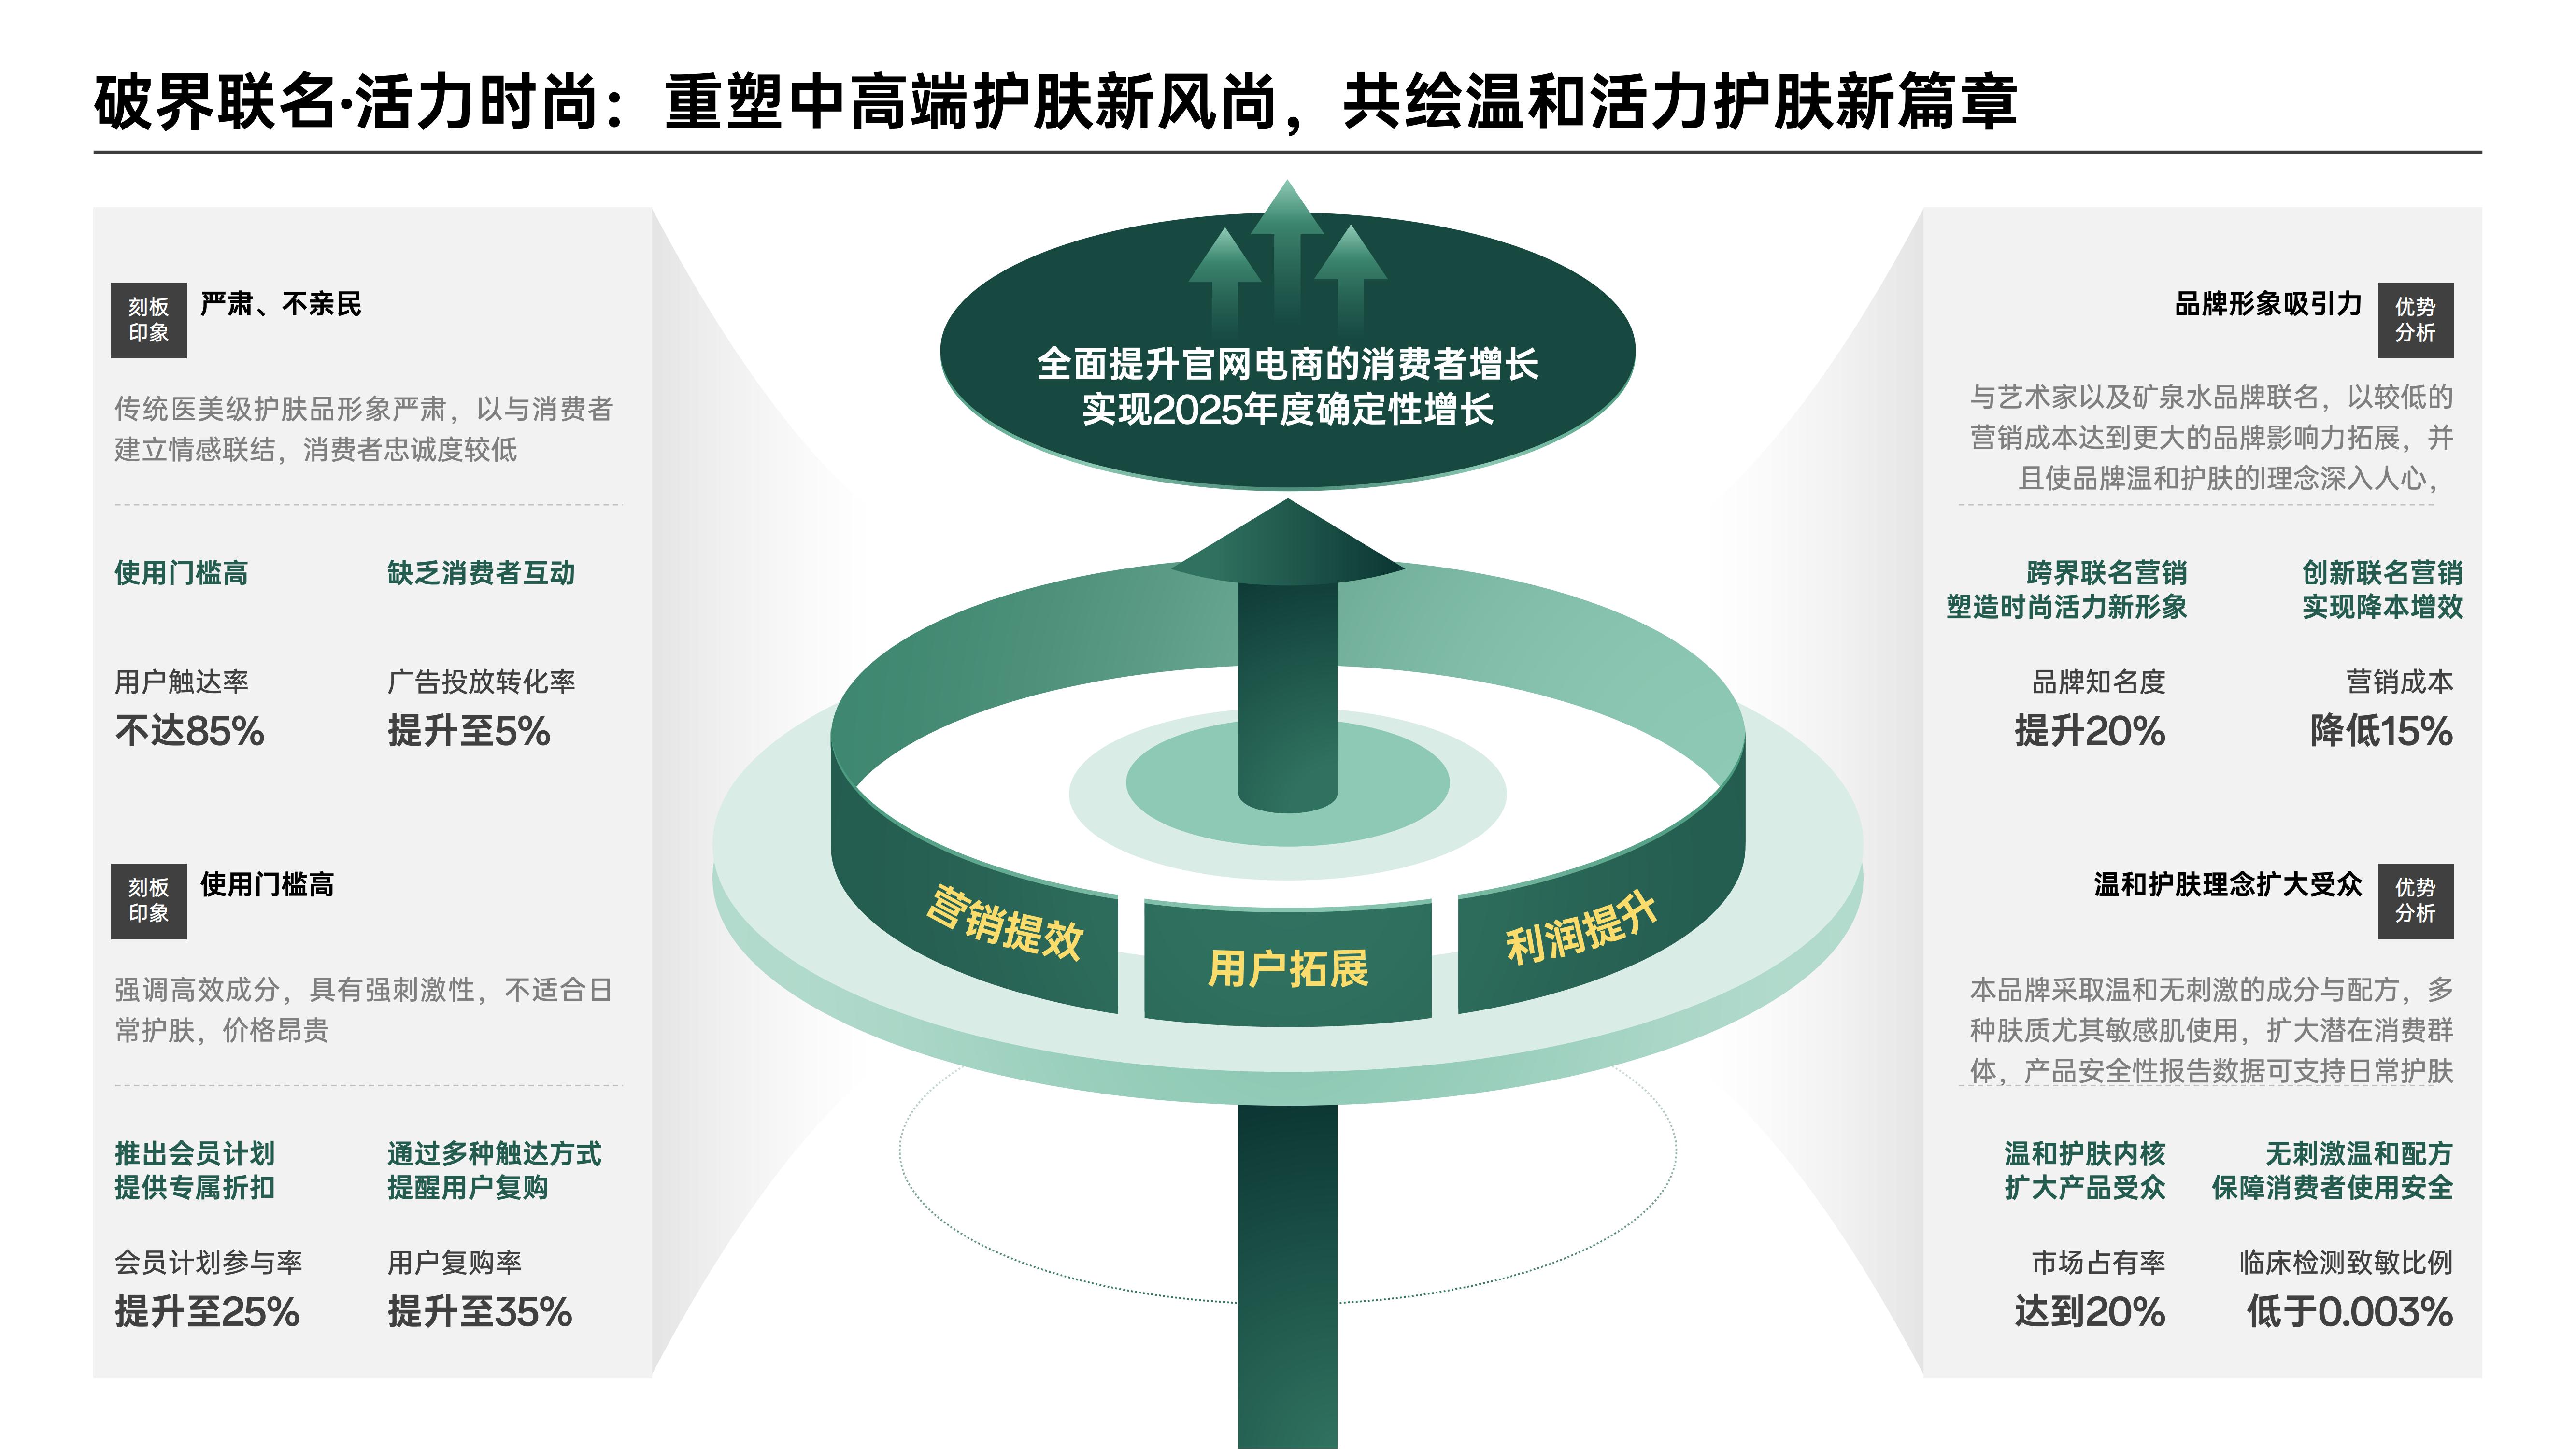 破界联名·活力时尚：重塑中高端护肤新风尚，共绘温和活力护肤新篇章
刻板
印象
严肃、不亲民
传统医美级护肤品形象严肃，以与消费者
建立情感联结，消费者忠诚度较低
使用门槛高
缺乏消费者互动
用户触达率
不达85%
广告投放转化率
提升至5%
刻板
印象
使用门槛高
强调高效成分，具有强刺激性，不适合日
常护肤，价格昂贵
推出会员计划
提供专属折扣
通过多种触达方式
提醒用户复购
会员计划参与率
提升至25%
用户复购率
提升至35%
全面提升官网电商的消费者增长
实现2025年度确定性增长
营销提效
用户拓展
利润提升
品牌形象吸引力
优势
分析
与艺术家以及矿泉水品牌联名，以较低的
营销成本达到更大的品牌影响力拓展，并
且使品牌温和护肤的l理念深入人心，
跨界联名营销
塑造时尚活力新形象
创新联名营销
实现降本增效
品牌知名度
提升20%
营销成本
降低15%
温和护肤理念扩大受众
优势
分析
本品牌采取温和无刺激的成分与配方，多
种肤质尤其敏感肌使用，扩大潜在消费群
体，产品安全性报告数据可支持日常护肤
温和护肤内核
扩大产品受众
无刺激温和配方
保障消费者使用安全
市场占有率
达到20%
临床检测致敏比例
低于0.003%